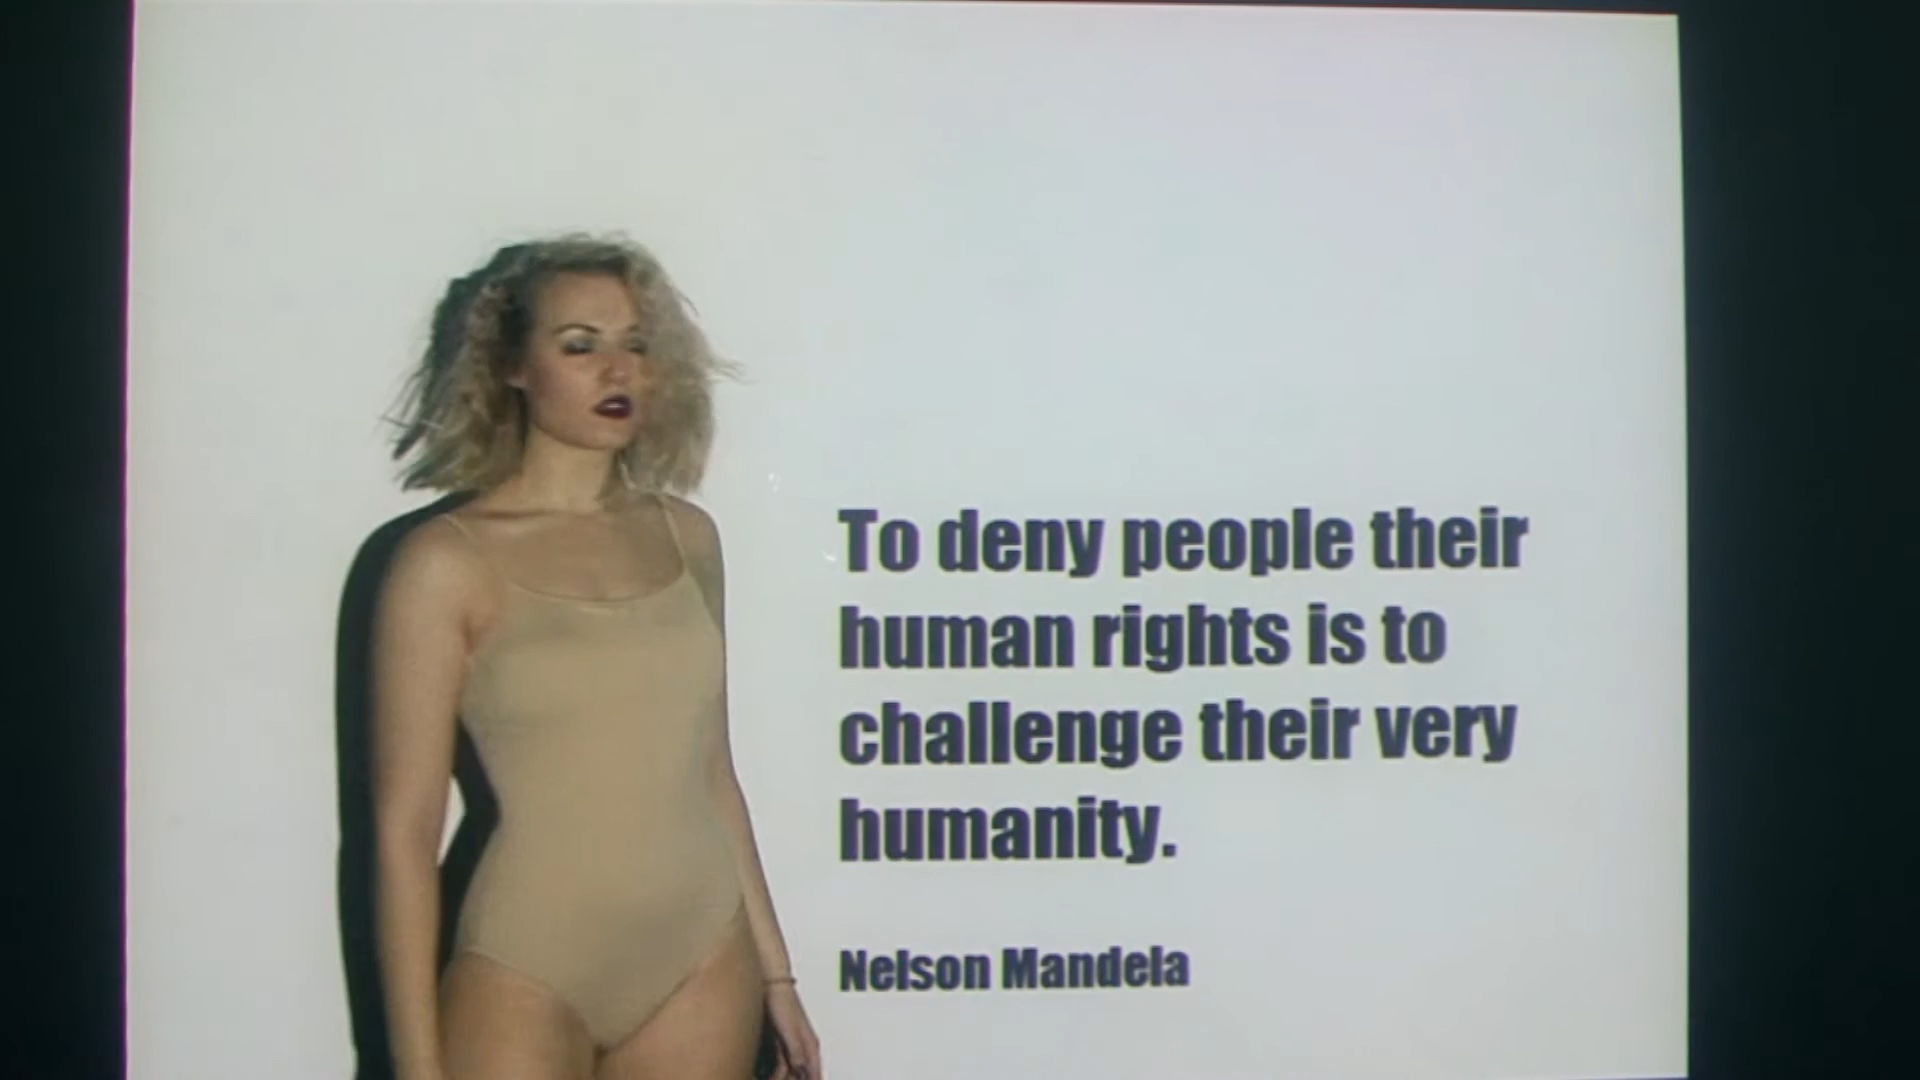 To deny people their
human rights is to
challenge their very
humanity.
Nelson Mandela